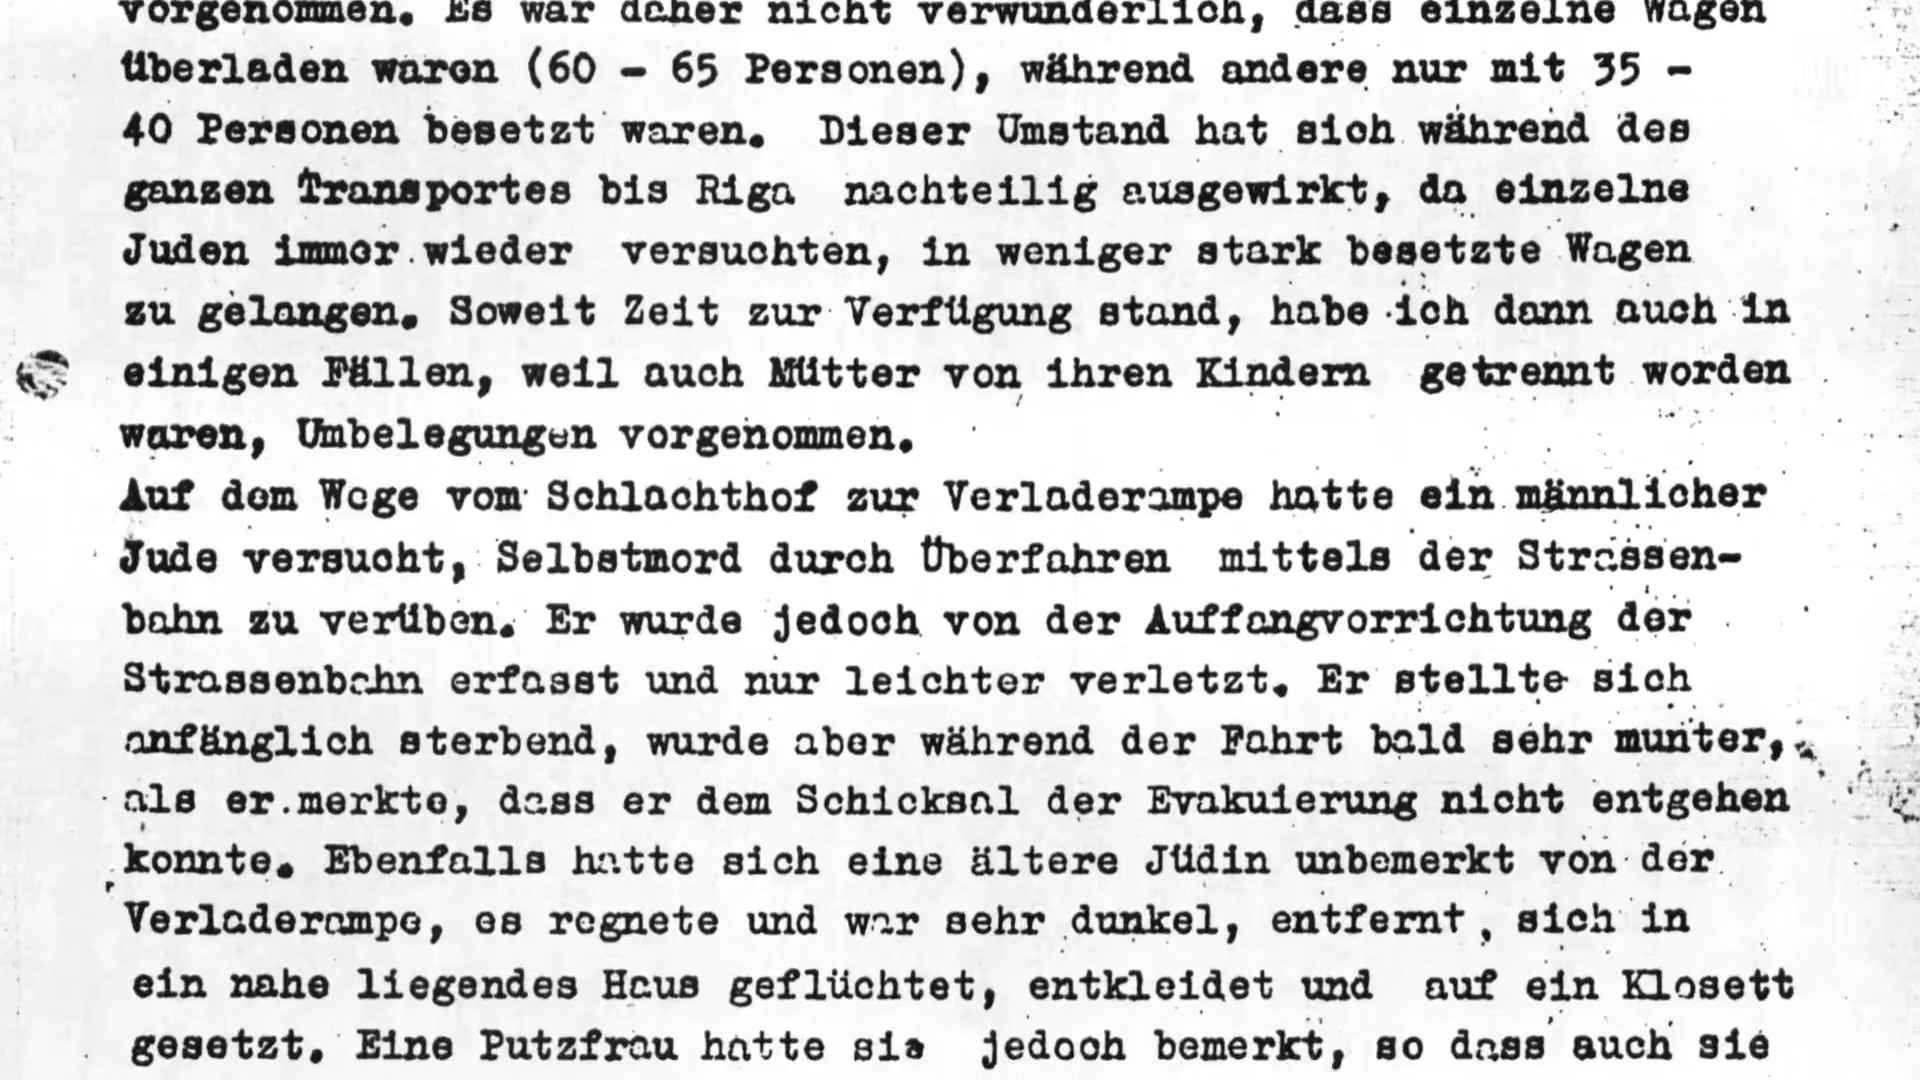 vorgenommen. Es war daher nicht verwunderlich, dass einzelne Wagen
überladen waren (60 - 65 Personen), während andere nur mit 35 -
40 Personen besetzt waren. Dieser Umstand hat sich während des
ganzen Transportes bis Riga nachteilig ausgewirkt, da einzelne
Juden immer wieder versuchten, in weniger stark besetzte Wagen
zu gelangen. Soweit Zeit zur Verfügung stand, habe ich dann auch in
einigen Fällen, weil auch Mütter von ihren Kindern getrennt worden
waren, Umbelegungen vorgenommen.
Auf dem Wege vom Schlachthof zur Verladerampe hatte ein männlicher
Jude versucht, Selbstmord durch Überfahren mittels der Strassen-
bahn zu verüben. Er wurde jedoch von der Auffangvorrichtung der
Strassenbahn erfasst und nur leichter verletzt. Er stellte sich
anfänglich sterbend, wurde aber während der Fahrt bald sehr munter,
als er merkte, dass er dem Schicksal der Evakuierung nicht entgehen
konnte. Ebenfalls hatte sich eine ältere Jüdin unbemerkt von der
Verladerampe, es regnete und war sehr dunkel, entfernt, sich in
ein nahe liegendes Haus geflüchtet, entkleidet und auf ein Klosett
gesetzt. Eine Putzfrau hatte sie jedoch bemerkt, so dass auch sie